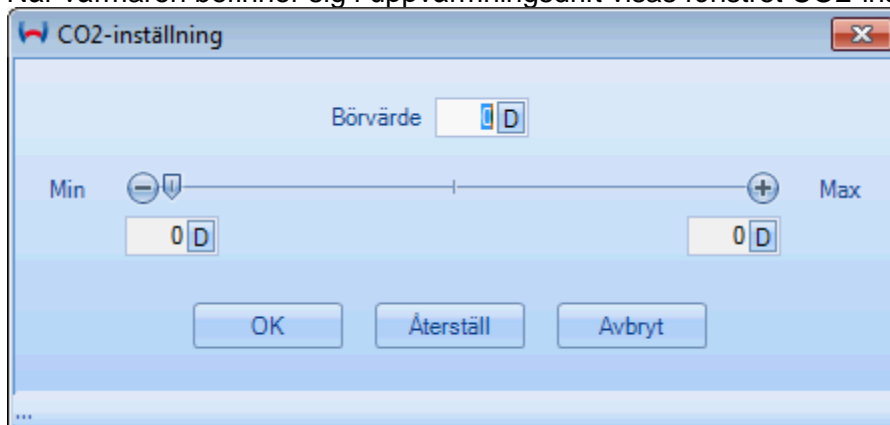 CO2-inställning
Börvärde 0 D
Min Max
0 D 0 D
OK Återställ Avbryt
...